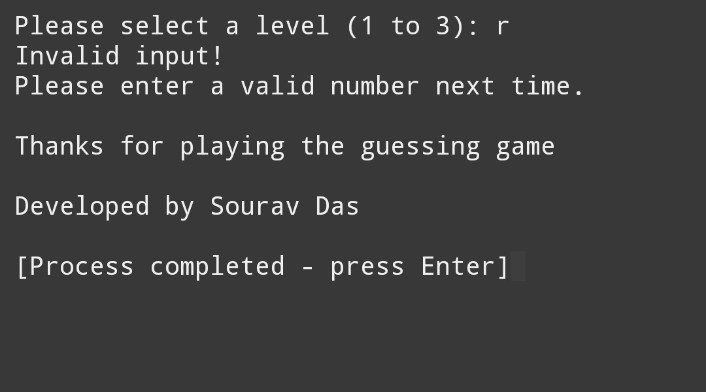 Please select a level (1 to 3): r
Invalid input!
Please enter a valid number next time.
Thanks for playing the guessing game
Developed by Sourav Das
[Process completed - press Enter]